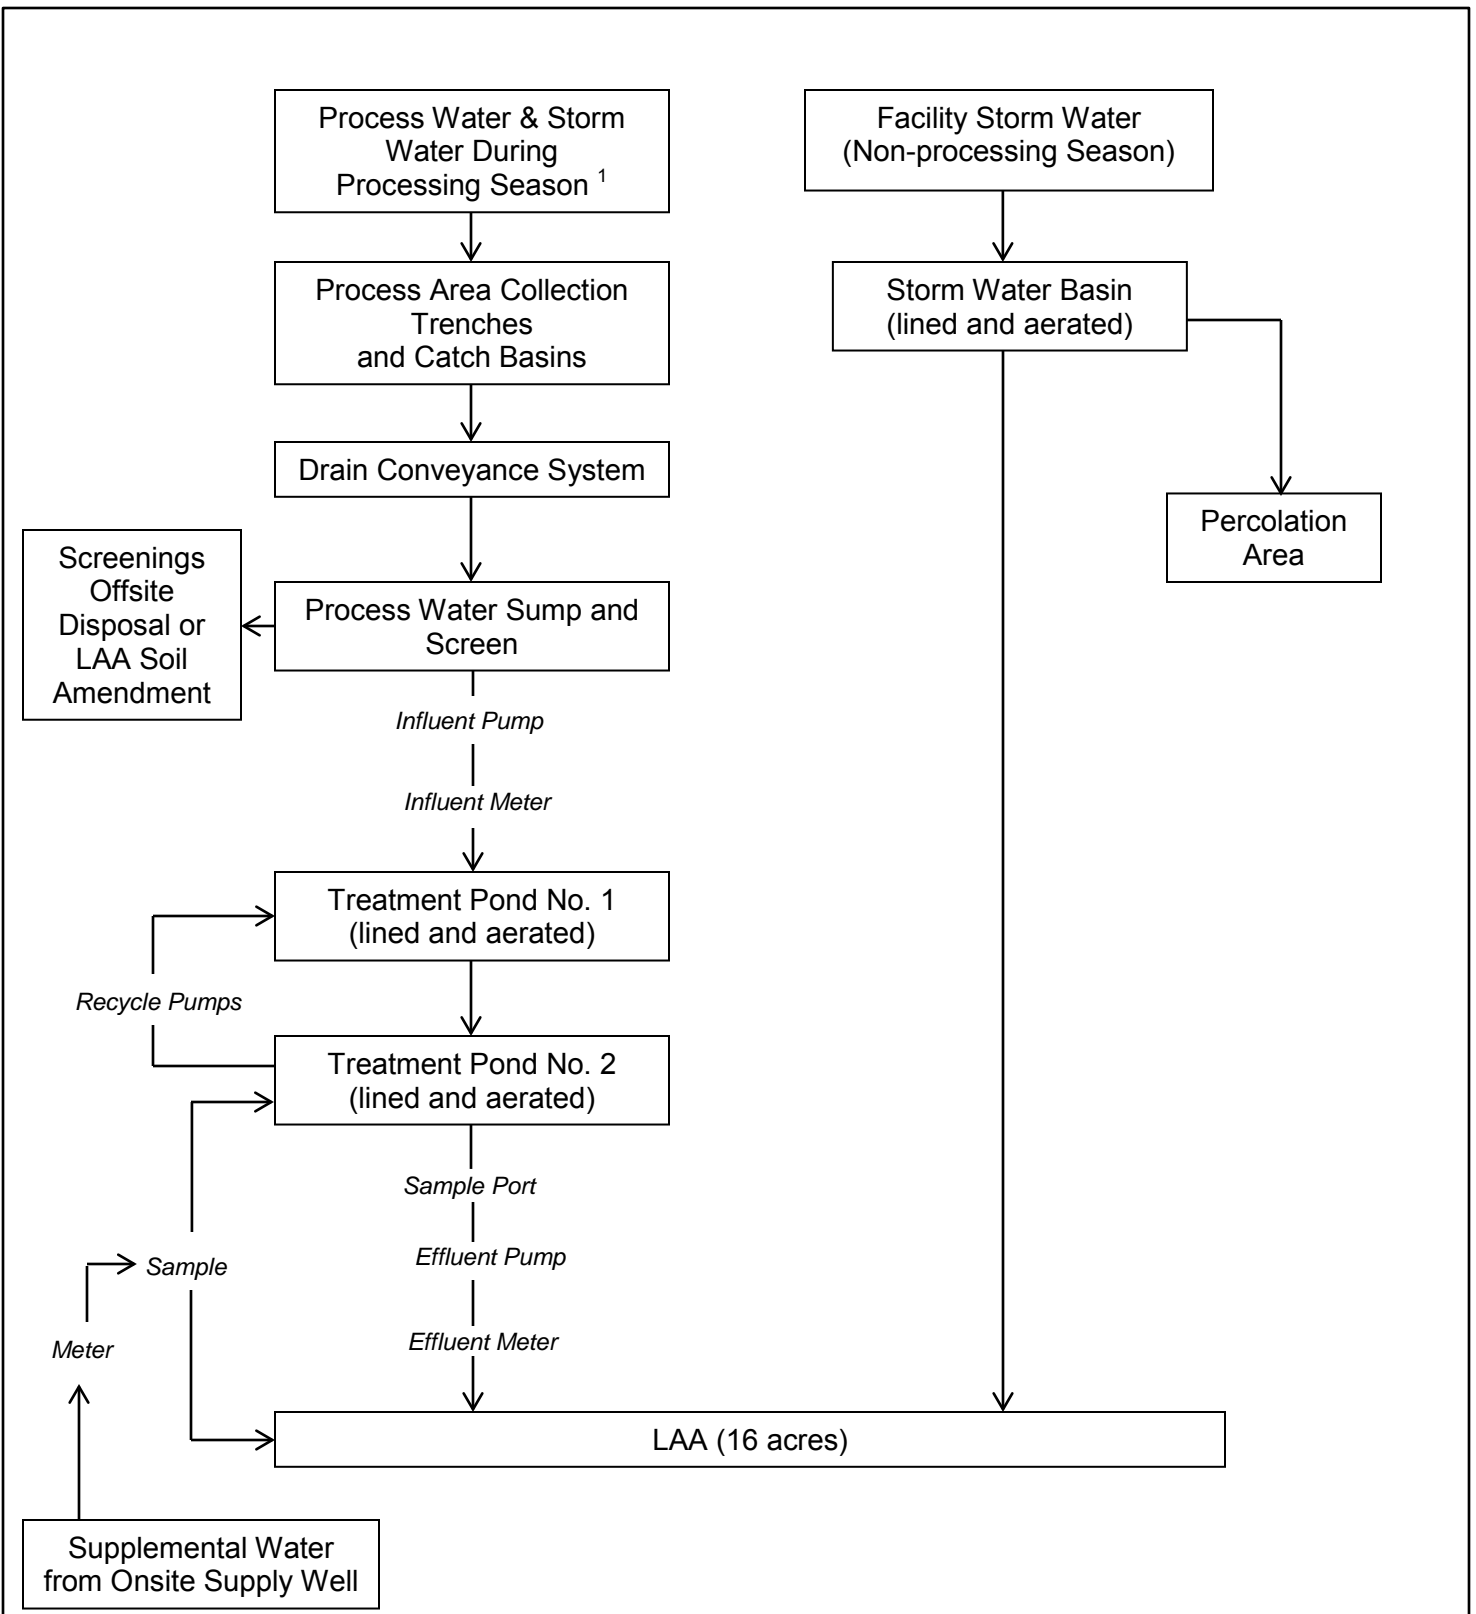 Process Water & Storm
Water During
Processing Season 1
Facility Storm Water
(Non-processing Season)
Process Area Collection
Trenches
and Catch Basins
Storm Water Basin
(lined and aerated)
Drain Conveyance System
Percolation
Area
Screenings
Offsite
Disposal or
LAA Soil
Amendment
Process Water Sump and
Screen
Influent Pump
Influent Meter
Treatment Pond No. 1
(lined and aerated)
Recycle Pumps
Treatment Pond No. 2
(lined and aerated)
Sample Port
Effluent Pump
Sample
Effluent Meter
Meter
LAA (16 acres)
Supplemental Water
from Onsite Supply Well